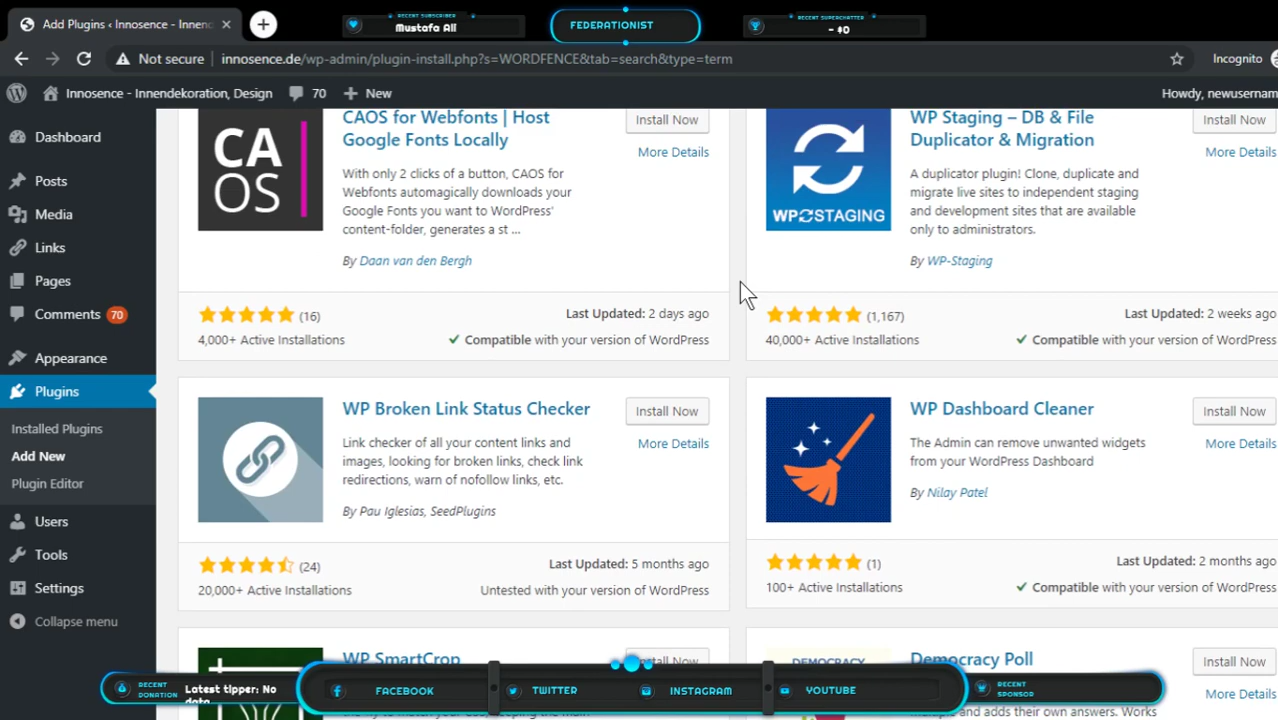 RECENT SUBSCRIBER
Mustafa Ali
FEDERATIONIST
RECENT SUPERCHATTER
- $0
Add Plugins ‹ Innosence - Innen
Not secure
innosence.de/wp-admin/plugin-install.php?s=WORDFENCE&tab=search&type=term
Incognito
Innosence - Innendekoration, Design
70
New
Howdy, newusernam
Dashboard
Posts
Media
Links
Pages
Comments 70
Appearance
Plugins
Installed Plugins
Add New
Plugin Editor
Users
Tools
Settings
Collapse menu
CA
OS
CAOS for Webfonts | Host
Google Fonts Locally
Install Now
More Details
With only 2 clicks of a button, CAOS for
Webfonts automagically downloads your
Google Fonts you want to WordPress'
content-folder, generates a st ...
By Daan van den Bergh
(16)
Last Updated: 2 days ago
4,000+ Active Installations
Compatible with your version of WordPress
WP STAGING
WP Staging – DB & File
Duplicator & Migration
Install Now
More Details
A duplicator plugin! Clone, duplicate and
migrate live sites to independent staging
and development sites that are available
only to administrators.
By WP-Staging
(1,167)
Last Updated: 2 weeks ago
40,000+ Active Installations
Compatible with your version of WordPress
WP Broken Link Status Checker
Install Now
More Details
Link checker of all your content links and
images, looking for broken links, check link
redirections, warn of nofollow links, etc.
By Pau Iglesias, SeedPlugins
(24)
Last Updated: 5 months ago
20,000+ Active Installations
Untested with your version of WordPress
WP Dashboard Cleaner
Install Now
More Details
The Admin can remove unwanted widgets
from your WordPress Dashboard
By Nilay Patel
(1)
Last Updated: 2 months ago
100+ Active Installations
Compatible with your version of WordPress
WP SmartCrop
Install Now
DEMOCRACY
Democracy Poll
Install Now
More Details
multiple and adds their own answers. Works
RECENT
DONATION
Latest tipper: No
data
FACEBOOK
TWITTER
INSTAGRAM
YOUTUBE
RECENT
SPONSOR